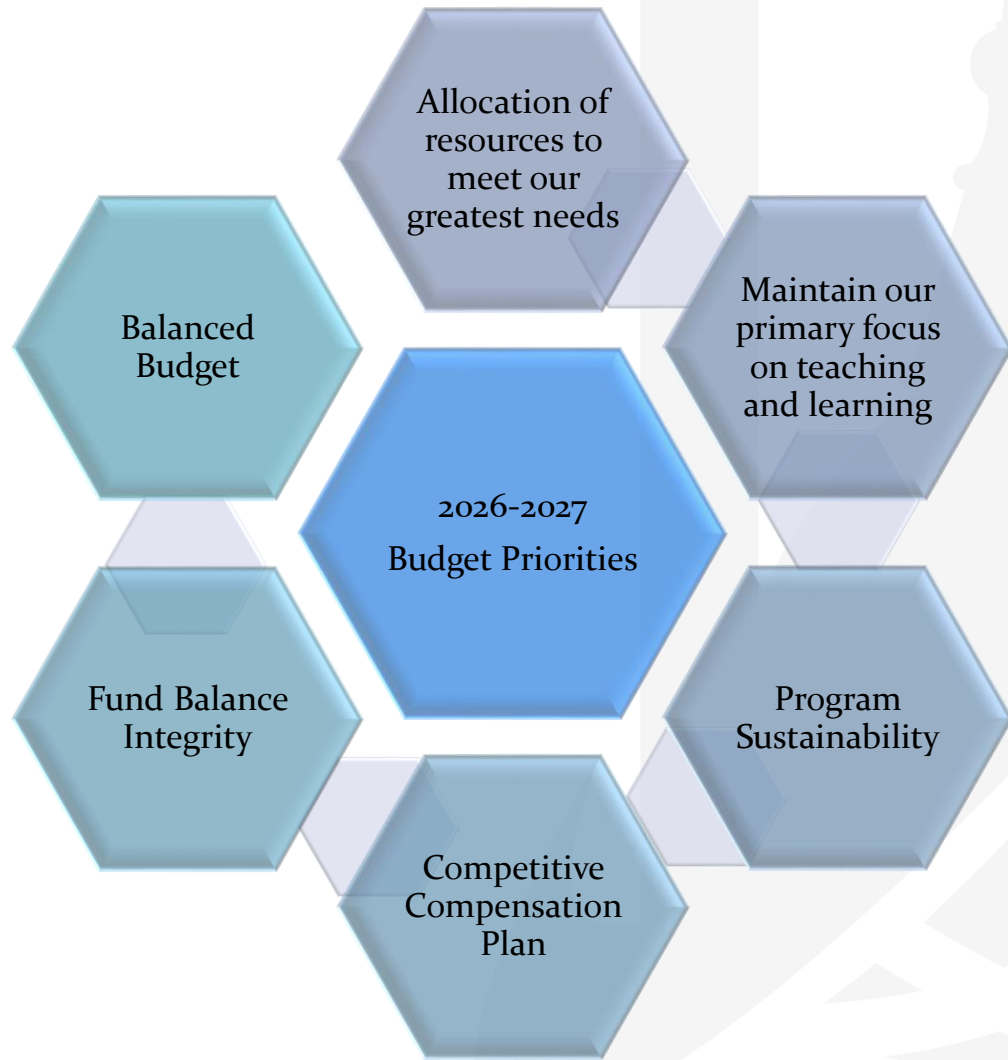 Allocation of
resources to
meet our
greatest needs
Maintain our
primary focus
on teaching
and learning
Program
Sustainability
Competitive
Compensation
Plan
Fund Balance
Integrity
Balanced
Budget
2026-2027
Budget Priorities